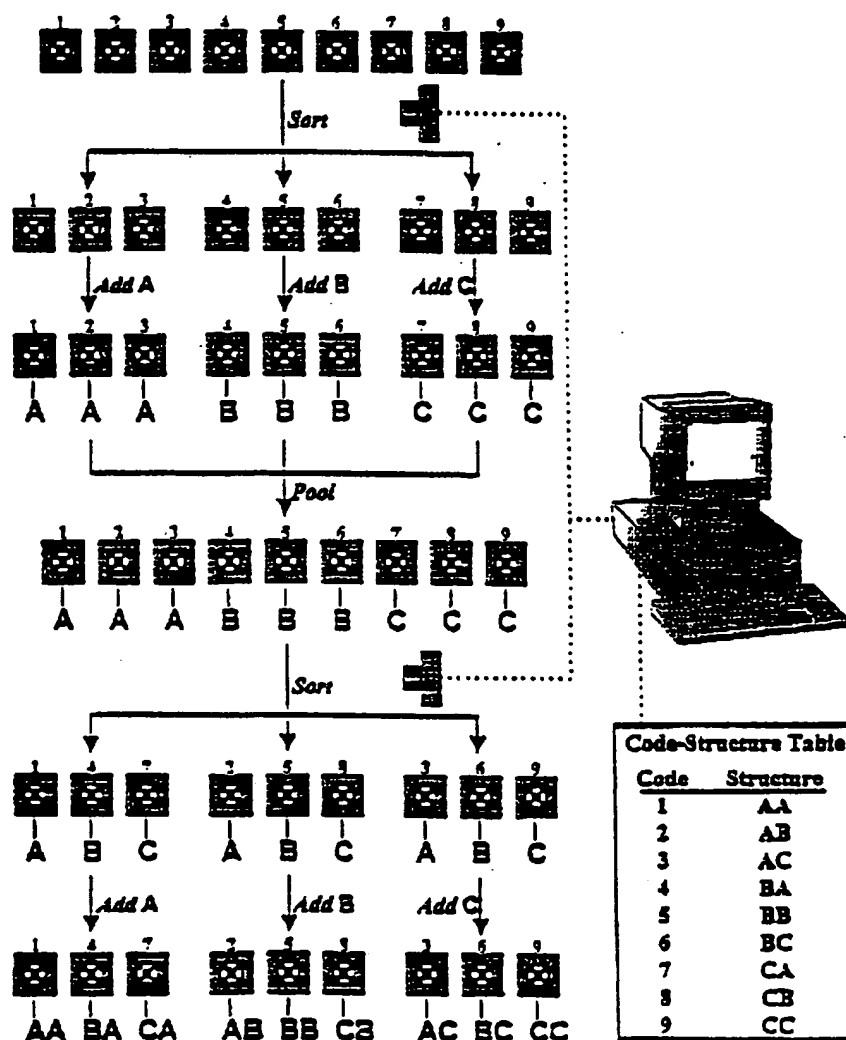 1 2 3 4 5 6 7 8 9
Sort
1 2 3 4 5 6 7 8 9
Add A Add B Add C
1 2 3 4 5 6 7 8 9
A A A B B B C C C
Pool
1 2 3 4 5 6 7 8 9
A A A B B B C C C
Sort
1 4 7 2 5 8 3 6 9
A B C A B C A B C
Add A Add B Add C
1 4 7 2 5 8 3 6 9
AA BA CA AB BB CB AC BC CC
Code-Structure Table
Code Structure
1 AA
2 AB
3 AC
4 BA
5 BB
6 BC
7 CA
8 CB
9 CC